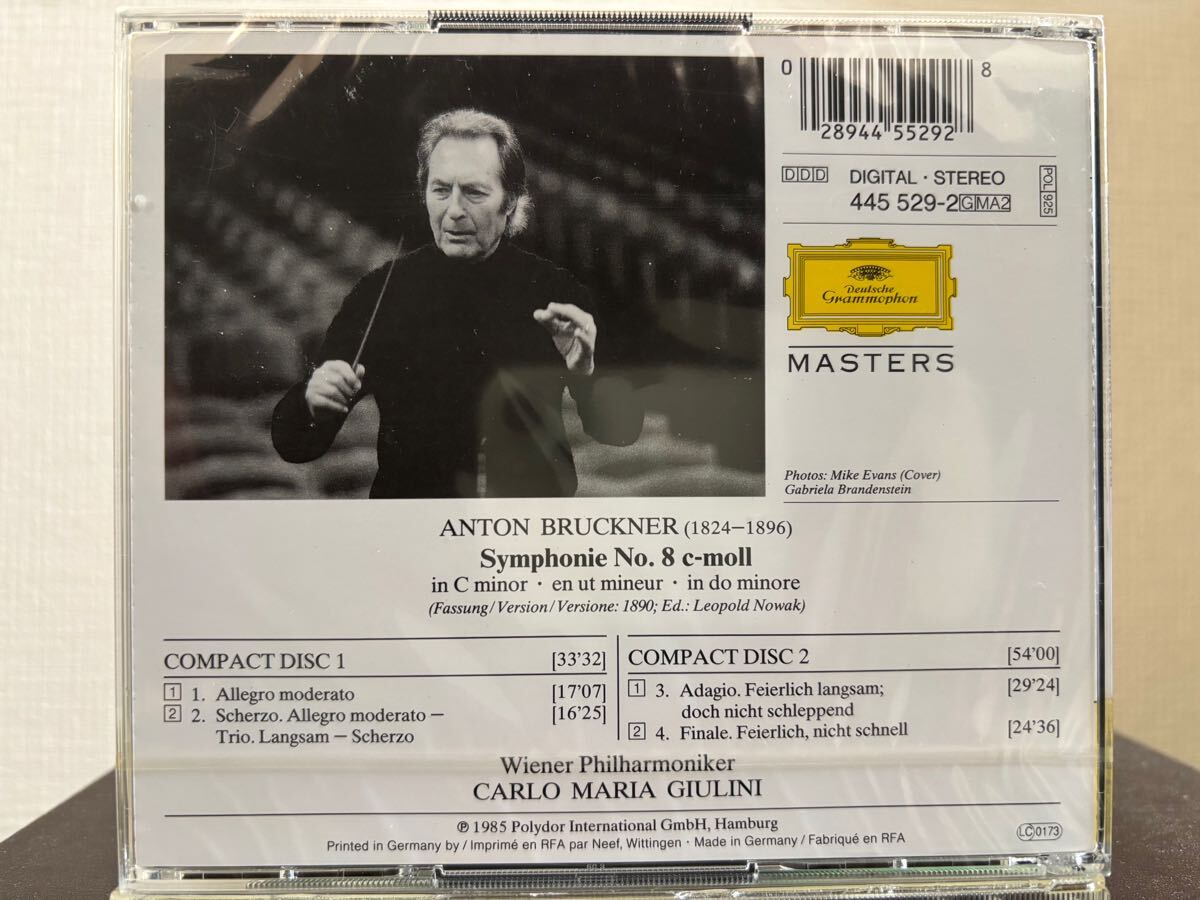 0 28944 55292 8
DDD DIGITAL · STEREO
445 529-2 G MA2
POL 925
Deutsche
Grammophon
MASTERS
Photos: Mike Evans (Cover)
Gabriela Brandenstein
ANTON BRUCKNER (1824–1896)
Symphonie No. 8 c-moll
in C minor · en ut mineur · in do minore
(Fassung/Version/Versione: 1890; Ed.: Leopold Nowak)
COMPACT DISC 1 [33'32]
1 1. Allegro moderato [17'07]
2 2. Scherzo. Allegro moderato – [16'25]
Trio. Langsam – Scherzo
COMPACT DISC 2 [54'00]
1 3. Adagio. Feierlich langsam; [29'24]
doch nicht schleppend
2 4. Finale. Feierlich, nicht schnell [24'36]
Wiener Philharmoniker
CARLO MARIA GIULINI
℗ 1985 Polydor International GmbH, Hamburg
Printed in Germany by / Imprimé en RFA par Neef, Wittingen · Made in Germany / Fabriqué en RFA
LC 0173